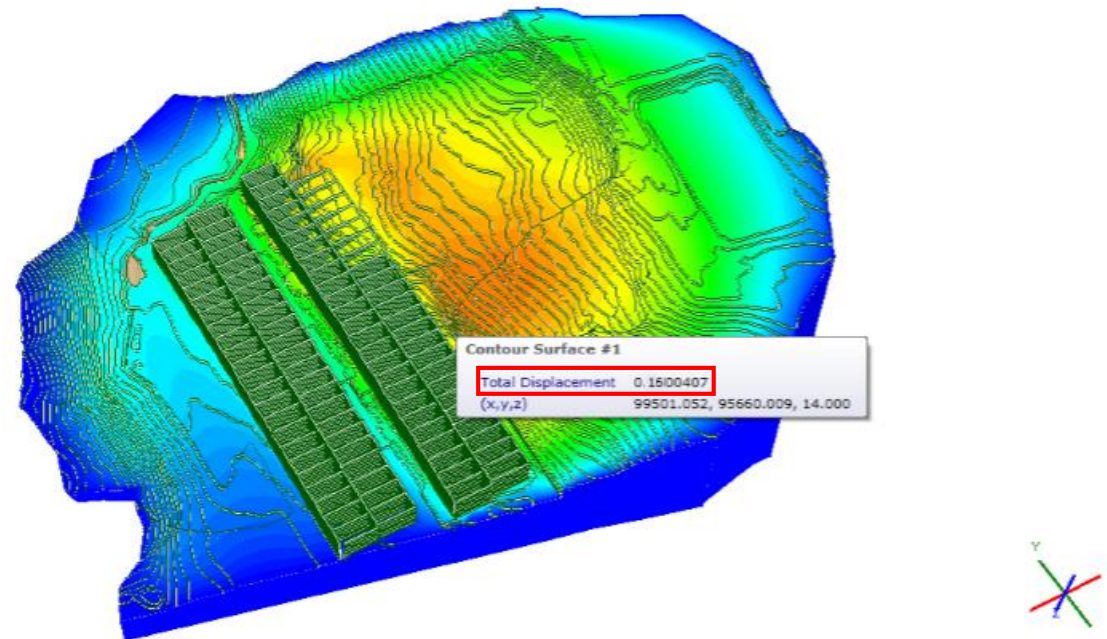 Contour Surface #1
Total Displacement 0.1600407
(x,y,z) 99501.052, 95660.009, 14.000
Y
Z